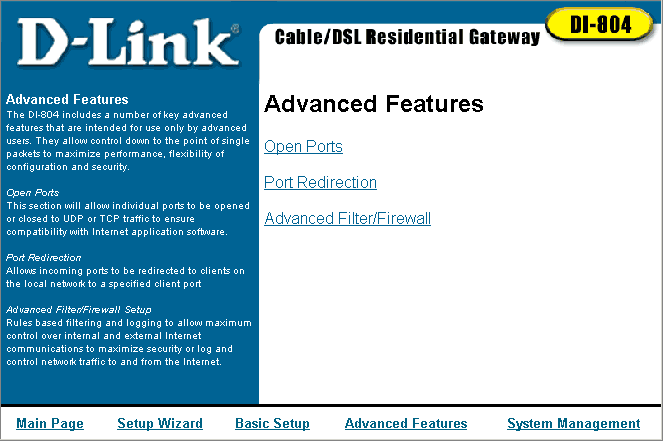 D-Link®
Cable/DSL Residential Gateway
DI-804
Advanced Features
The DI-804 includes a number of key advanced
features that are intended for use only by advanced
users. They allow control down to the point of single
packets to maximize performance, flexibility of
configuration and security.
Open Ports
This section will allow individual ports to be opened
or closed to UDP or TCP traffic to ensure
compatibility with Internet application software.
Port Redirection
Allows incoming ports to be redirected to clients on
the local network to a specified client port
Advanced Filter/Firewall Setup
Rules based filtering and logging to allow maximum
control over internal and external Internet
communications to maximize security or log and
control network traffic to and from the Internet.
Advanced Features
Open Ports
Port Redirection
Advanced Filter/Firewall
Main Page Setup Wizard Basic Setup Advanced Features System Management